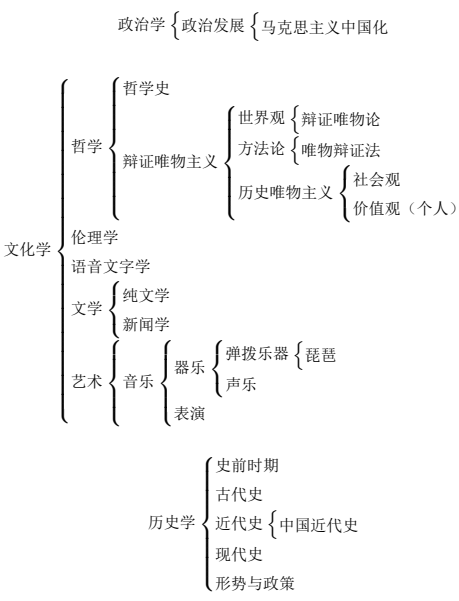 政治学{政治发展{马克思主义中国化
哲学史
世界观{辩证唯物论
哲学
方法论{唯物辩证法
辩证唯物主义
社会观
历史唯物主义
价值观（个人）
伦理学
文化学
语音文字学
纯文学
文学
新闻学
弹拨乐器{琵琶
器乐
艺术{音乐
声乐
表演
史前时期
古代史
历史学
近代史{中国近代史
现代史
形势与政策